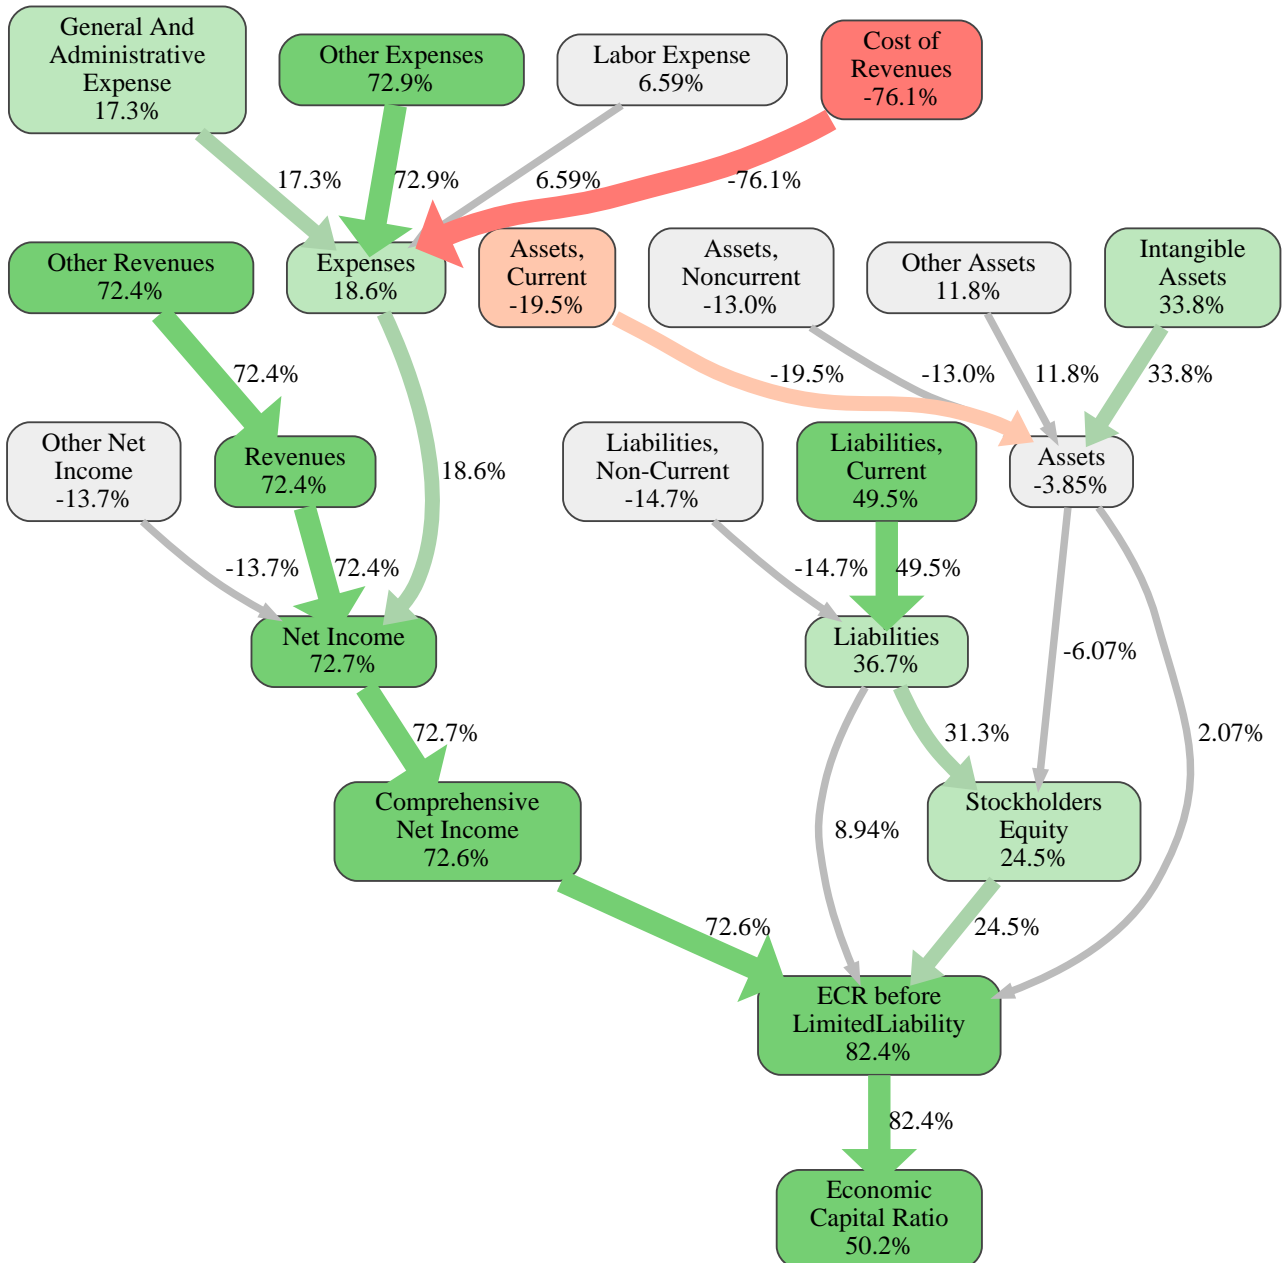 General And
Administrative
Expense
17.3%
Other Expenses
72.9%
Labor Expense
6.59%
Cost of
Revenues
-76.1%
17.3%
72.9%
6.59%
-76.1%
Other Revenues
72.4%
Expenses
18.6%
Assets,
Current
-19.5%
Assets,
Noncurrent
-13.0%
Other Assets
11.8%
Intangible
Assets
33.8%
72.4%
-19.5%
-13.0%
11.8%
33.8%
Other Net
Income
-13.7%
Revenues
72.4%
18.6%
Liabilities,
Non-Current
-14.7%
Liabilities,
Current
49.5%
Assets
-3.85%
-13.7%
72.4%
-14.7%
49.5%
Net Income
72.7%
Liabilities
36.7%
-6.07%
72.7%
31.3%
2.07%
Comprehensive
Net Income
72.6%
8.94%
Stockholders
Equity
24.5%
72.6%
24.5%
ECR before
LimitedLiability
82.4%
82.4%
Economic
Capital Ratio
50.2%